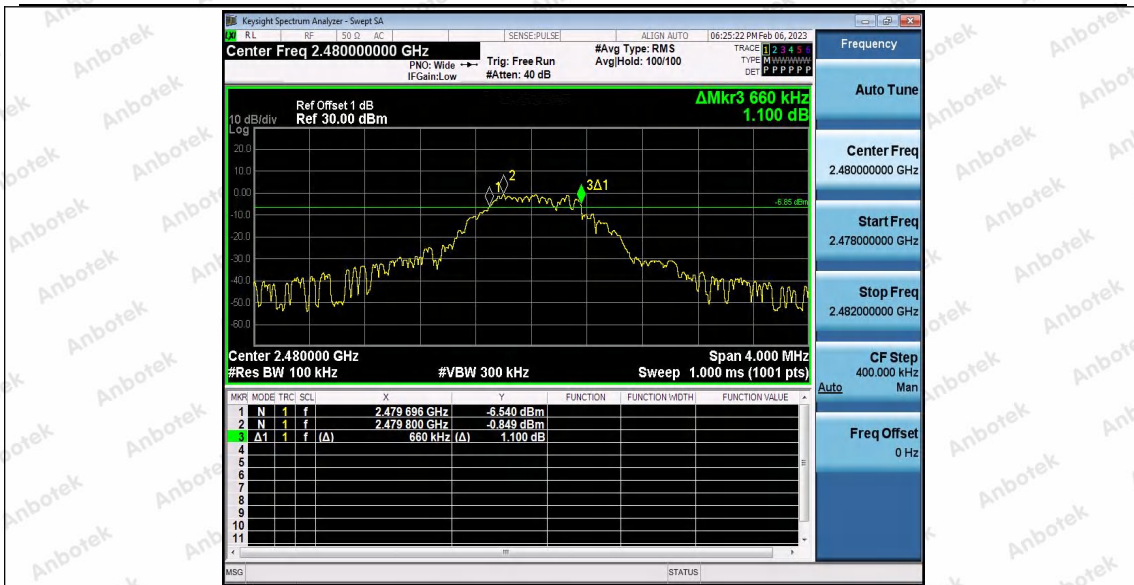 Keysight Spectrum Analyzer - Swept SA
LXI RL RF 50 Ω AC SENSE:PULSE ALIGN AUTO 06:25:22 PM Feb 06, 2023
Center Freq 2.480000000 GHz
PNO: Wide
IFGain:Low
Trig: Free Run
#Atten: 40 dB
#Avg Type: RMS
Avg|Hold: 100/100
TRACE 1 2 3 4 5 6
TYPE MWWWWW
DET P P P P P P
Ref Offset 1 dB
10 dB/div Ref 30.00 dBm
Log
ΔMkr3 660 kHz
1.100 dB
20.0
10.0
0.00
-10.0
-20.0
-30.0
-40.0
-50.0
-60.0
1
2
3Δ1
-6.85 dBm
Center 2.480000 GHz Span 4.000 MHz
#Res BW 100 kHz #VBW 300 kHz Sweep 1.000 ms (1001 pts)
MKR MODE TRC SCL X Y FUNCTION FUNCTION WIDTH FUNCTION VALUE
1 N 1 f 2.479 696 GHz -6.540 dBm
2 N 1 f 2.479 800 GHz -0.849 dBm
3 Δ1 1 f (Δ) 660 kHz (Δ) 1.100 dB
4
5
6
7
8
9
10
11
MSG STATUS
Frequency
Auto Tune
Center Freq
2.480000000 GHz
Start Freq
2.478000000 GHz
Stop Freq
2.482000000 GHz
CF Step
400.000 kHz
Auto Man
Freq Offset
0 Hz
Anbotek